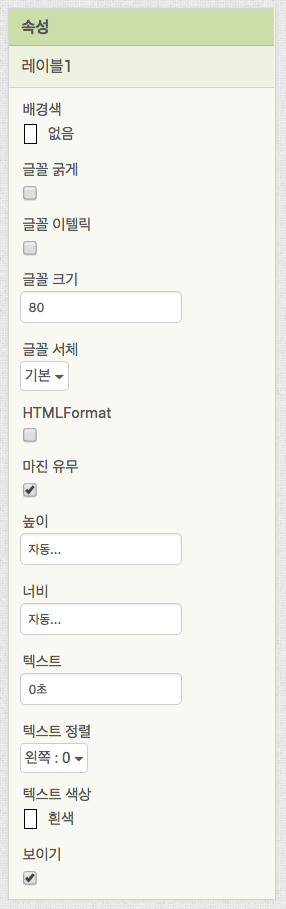 속성
레이블1
배경색
없음
글꼴 굵게
글꼴 이텔릭
글꼴 크기
80
글꼴 서체
기본
HTMLFormat
마진 유무
높이
자동...
너비
자동...
텍스트
0초
텍스트 정렬
왼쪽 : 0
텍스트 색상
흰색
보이기